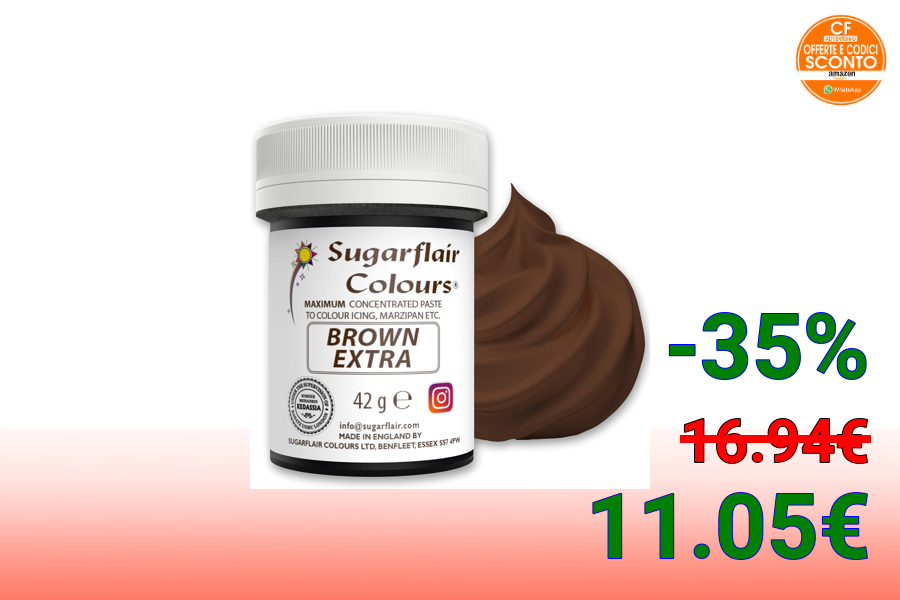 CF
ADVERTISING
OFFERTE E CODICI
SCONTO
amazon
WhatsApp
Sugarflair
Colours®
MAXIMUM CONCENTRATED PASTE
TO COLOUR ICING, MARZIPAN ETC.
BROWN
EXTRA
KEDASSIA
42 g ℮
info@sugarflair.com
MADE IN ENGLAND BY
SUGARFLAIR COLOURS LTD, BENFLEET, ESSEX SS7 4PW.
-35%
16.94€
11.05€